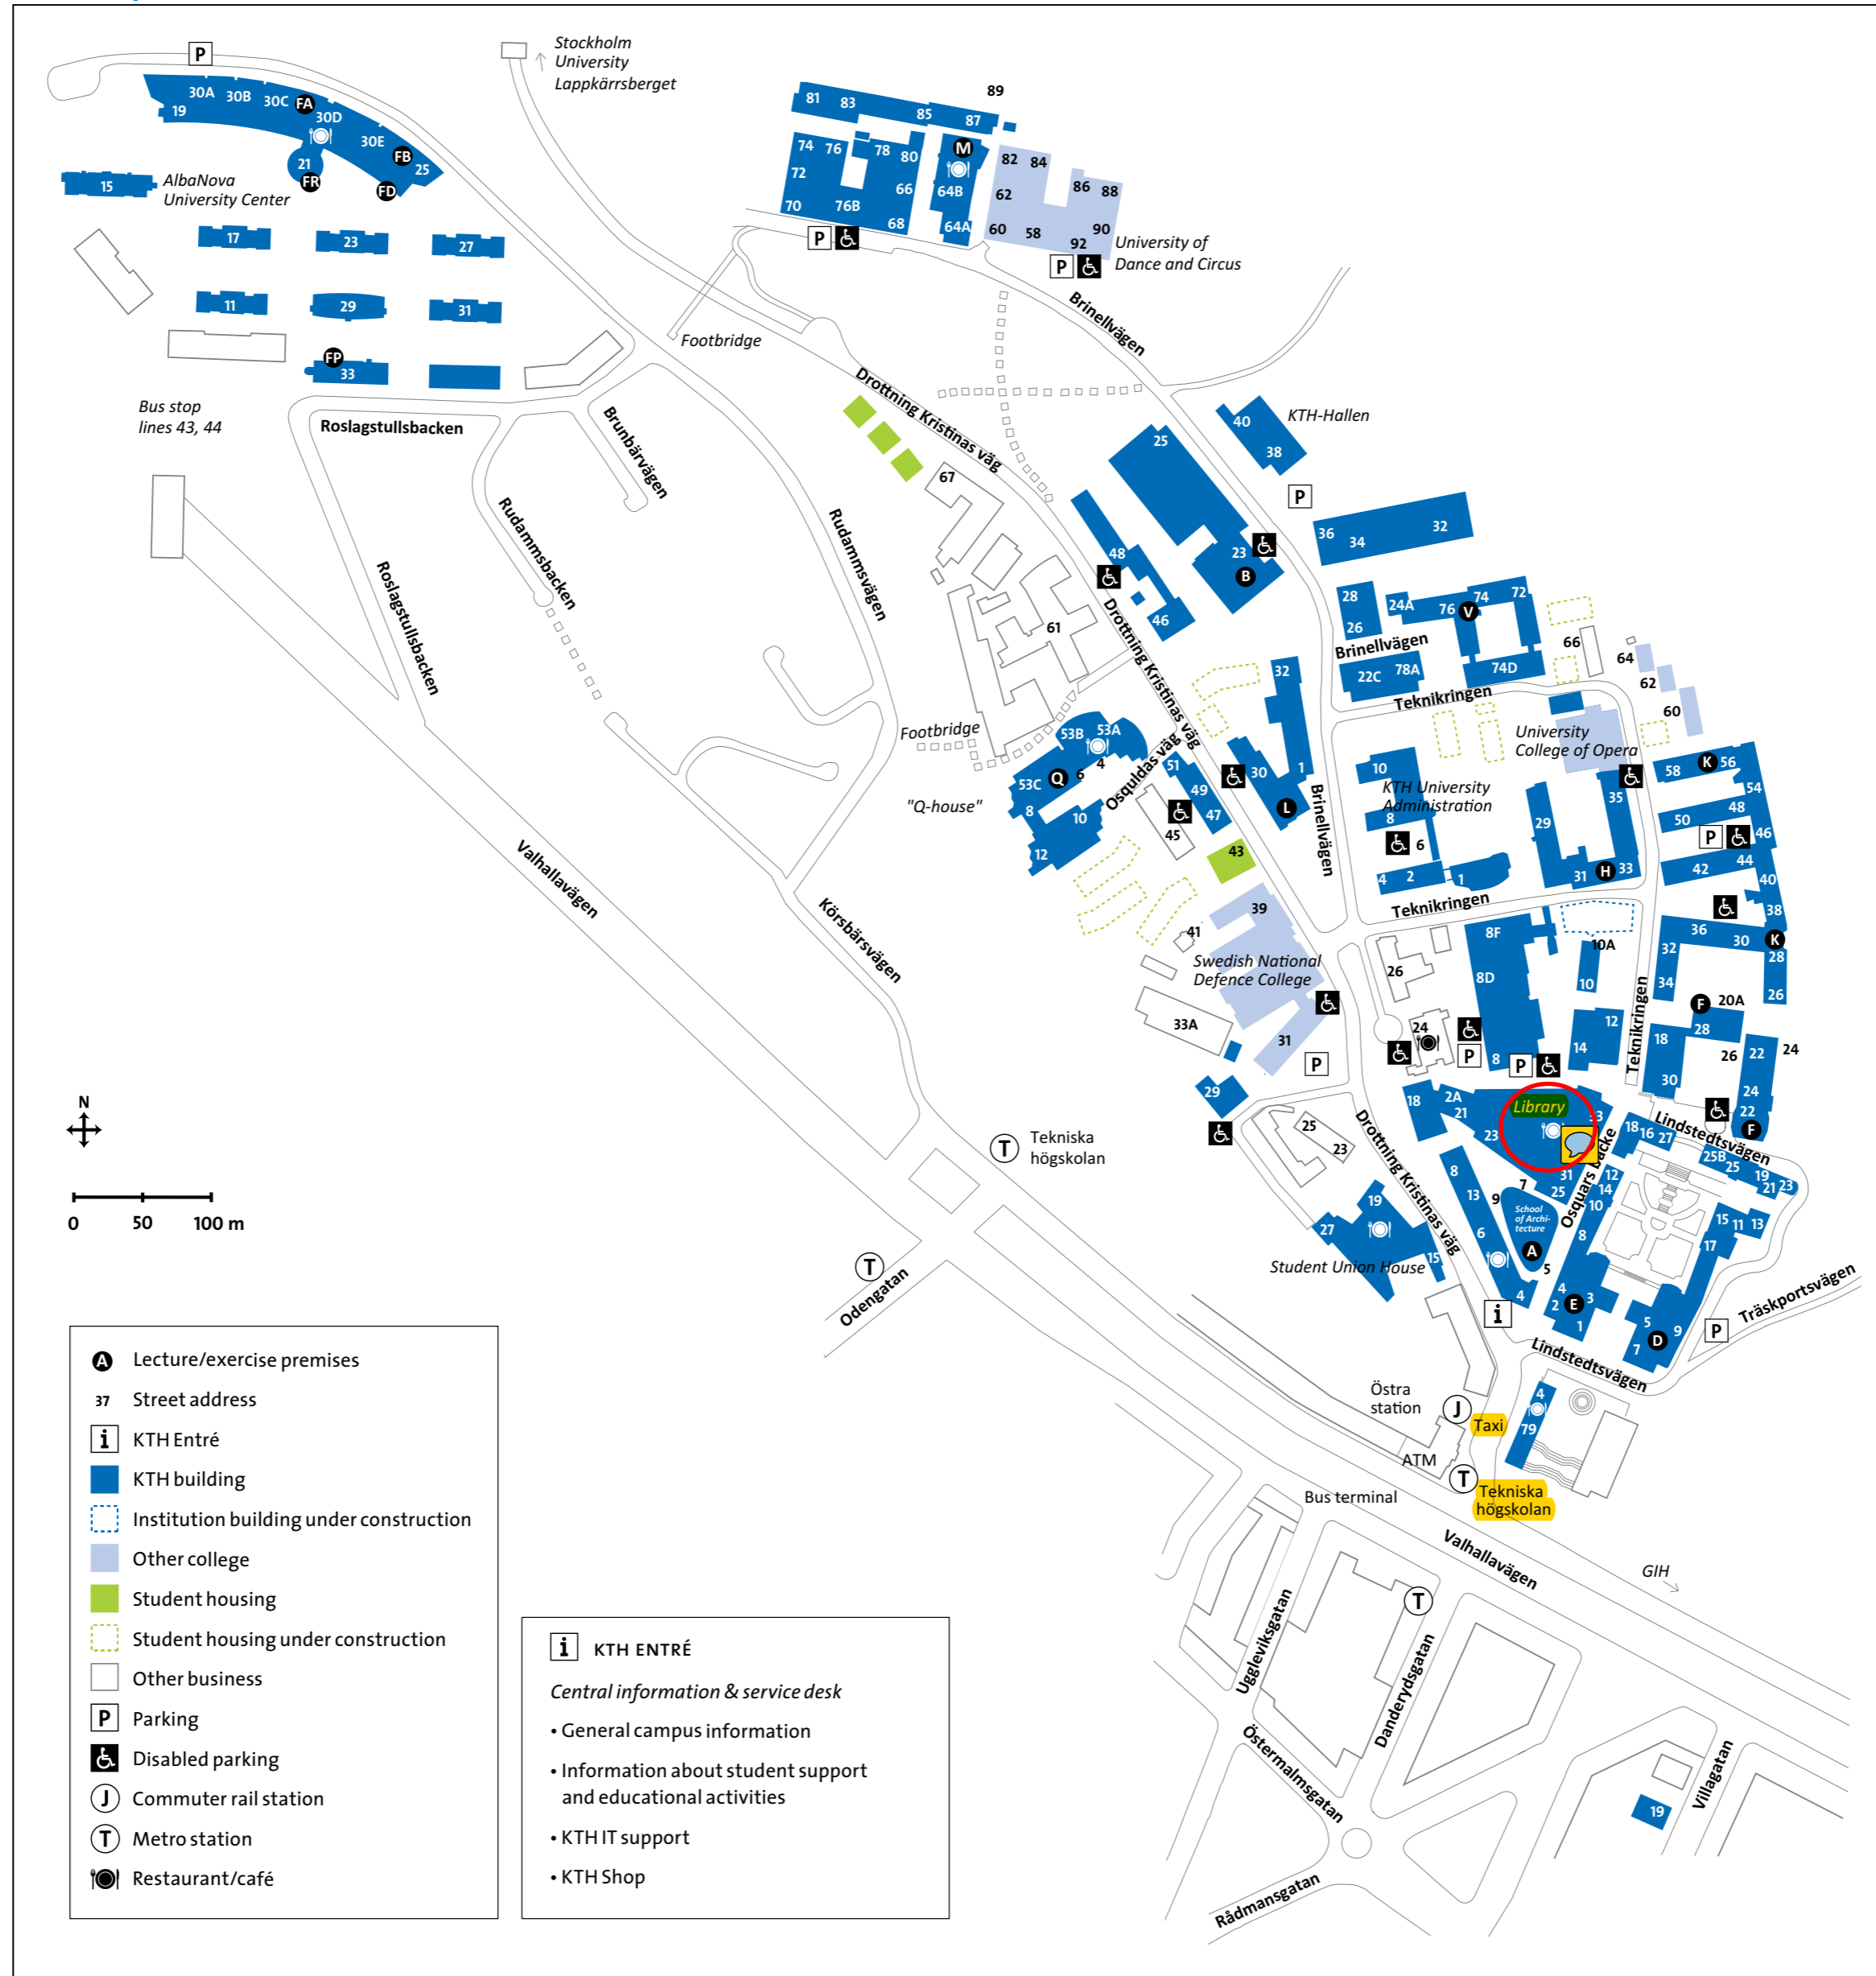 P
Stockholm
University
Lappkärrsberget
30A
30B
30C
FA
30D
19
30E
FB
25
21
FR
FD
15
AlbaNova
University Center
17
23
27
11
29
31
FP
33
81
83
85
87
89
74
76
78
80
M
72
66
64B
70
76B
68
64A
82
84
86
88
62
60
58
90
92
University of
Dance and Circus
P
P
Brinellvägen
Footbridge
Bus stop
lines 43, 44
Roslagstullsbacken
Brunbärvägen
Drottning Kristinas väg
Rudammsbacken
Rudammsvägen
Roslagstullsbacken
67
25
40
38
KTH-Hallen
P
36
34
32
48
23
B
46
61
28
26
24A
76
V
74
72
Brinellvägen
22C
78A
74D
Teknikringen
66
64
62
60
Drottning Kristinas väg
32
Footbridge
53B
53A
4
6
Q
53C
8
10
12
"Q-house"
Osquldas väg
51
49
47
45
43
30
1
L
Brinellvägen
10
KTH University
Administration
8
6
4
2
1
University
College of Opera
35
29
31
H
33
58
K
56
54
50
48
P
46
42
44
40
38
Teknikringen
Valhallavägen
Körsbärsvägen
39
41
Swedish National
Defence College
33A
31
P
29
26
24
8F
8D
8
P
P
10A
10
12
14
Teknikringen
36
32
30
K
28
34
26
F
20A
28
18
30
26
22
24
24
22
F
18
2A
21
23
Library
33
31
25
Osquars backe
18
16
27
Lindstedtsvägen
25B
25
19
21
23
N
0
50
100 m
T
Tekniska
högskolan
25
23
Drottning Kristinas väg
8
13
6
4
9
7
School
of Archi-
tecture
A
5
12
14
10
8
4
2
E
3
1
15
11
13
17
5
9
7
D
P
Träskportsvägen
19
27
15
Student Union House
T
Odengatan
i
Lindstedtsvägen
Östra
station
J
Taxi
4
79
ATM
T
Tekniska
högskolan
Bus terminal
Valhallavägen
GIH
T
Uggleviksgatan
Danderydsgatan
Östermalmsgatan
Rådmansgatan
Villagatan
19
A Lecture/exercise premises
37 Street address
i KTH Entré
KTH building
Institution building under construction
Other college
Student housing
Student housing under construction
Other business
P Parking
Disabled parking
J Commuter rail station
T Metro station
Restaurant/café
i KTH ENTRÉ
Central information & service desk
• General campus information
• Information about student support
and educational activities
• KTH IT support
• KTH Shop